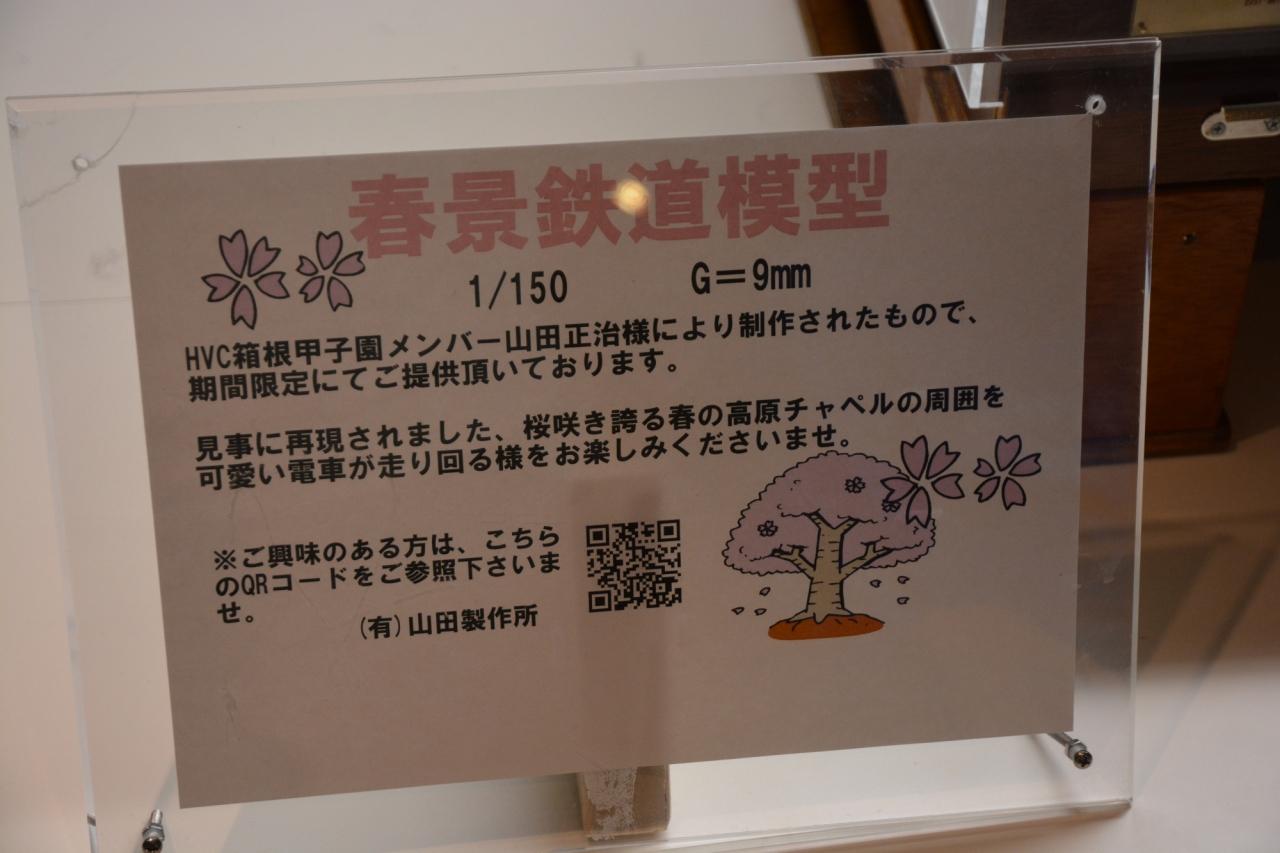 春景鉄道模型
1/150 G＝9mm
HVC箱根甲子園メンバー山田正治様により制作されたもので、
期間限定にてご提供頂いております。
見事に再現されました、桜咲き誇る春の高原チャペルの周囲を
可愛い電車が走り回る様をお楽しみくださいませ。
※ご興味のある方は、こちら
のQRコードをご参照下さいま
せ。
(有)山田製作所